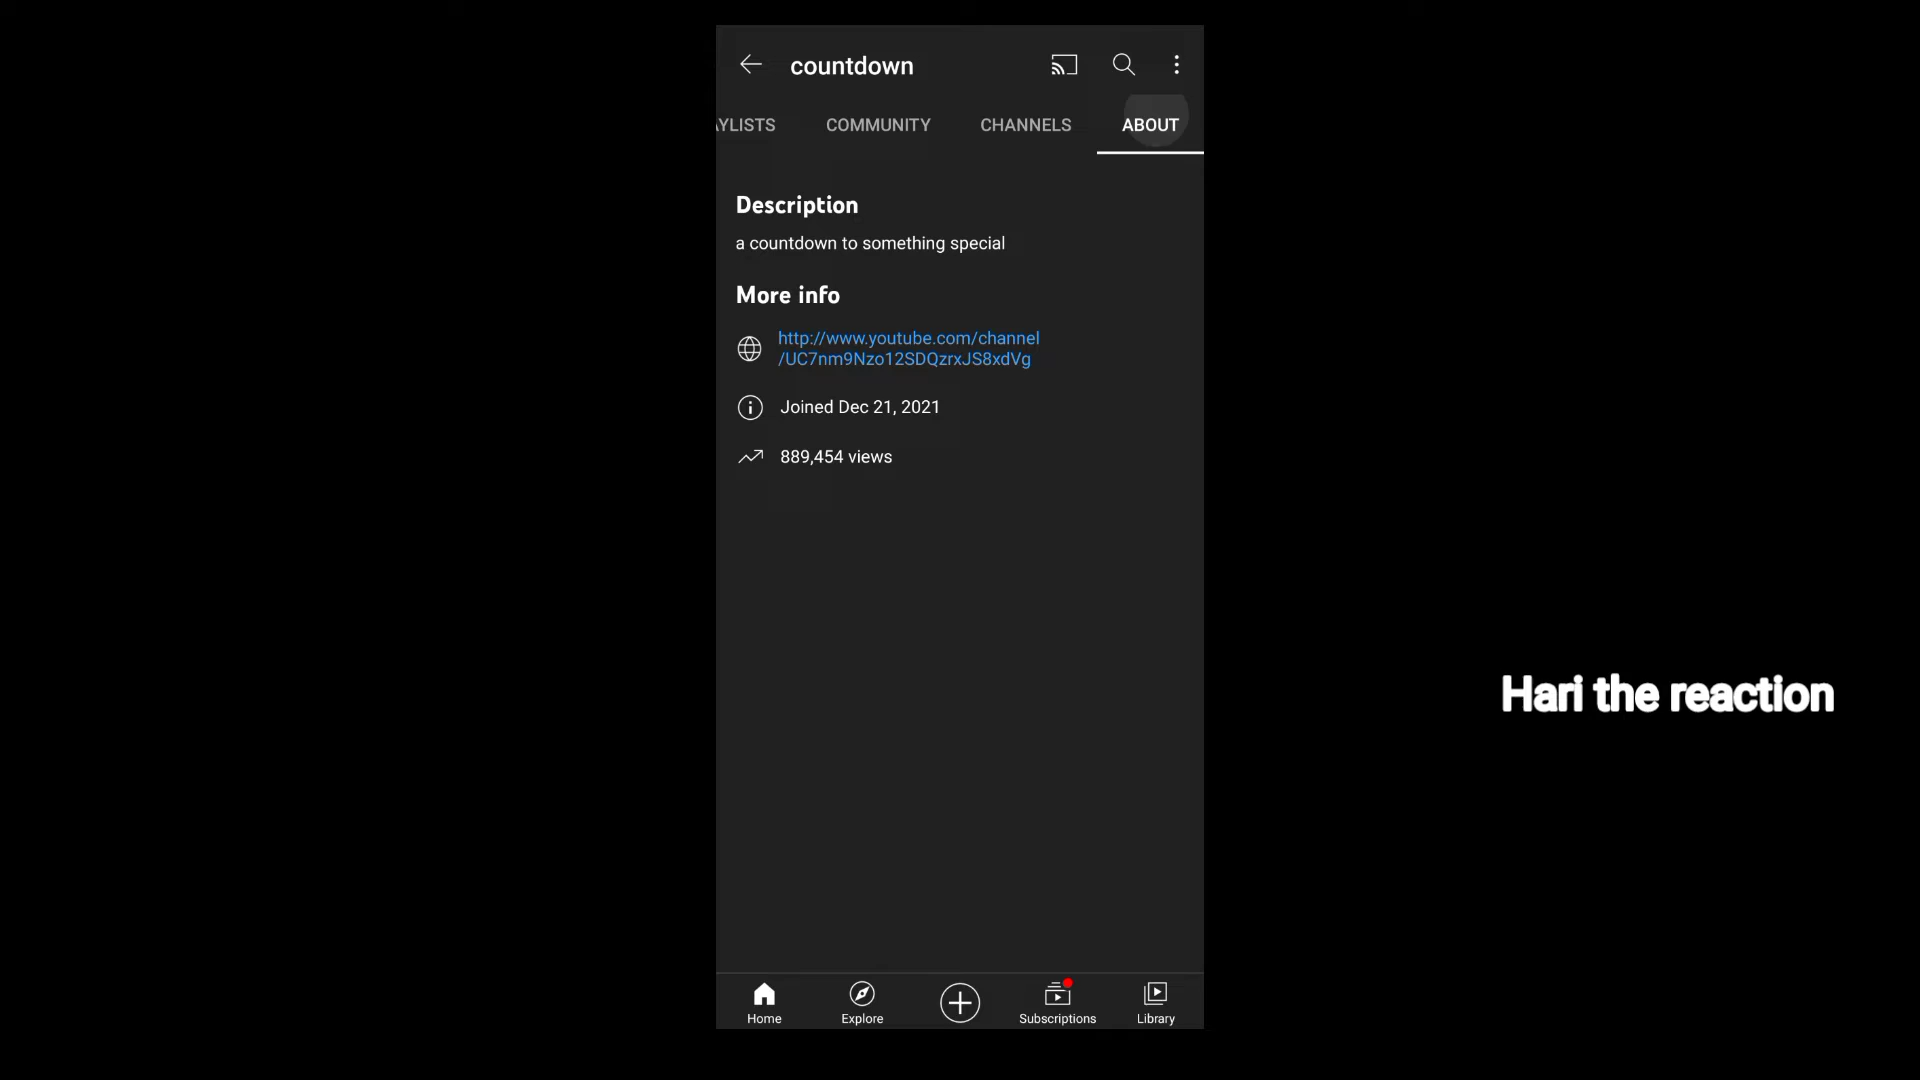 countdown
AYLISTS COMMUNITY CHANNELS ABOUT
Description
a countdown to something special
More info
http://www.youtube.com/channel
/UC7nm9Nzo12SDQzrxJS8xdVg
Joined Dec 21, 2021
889,454 views
Hari the reaction
Home Explore Subscriptions Library